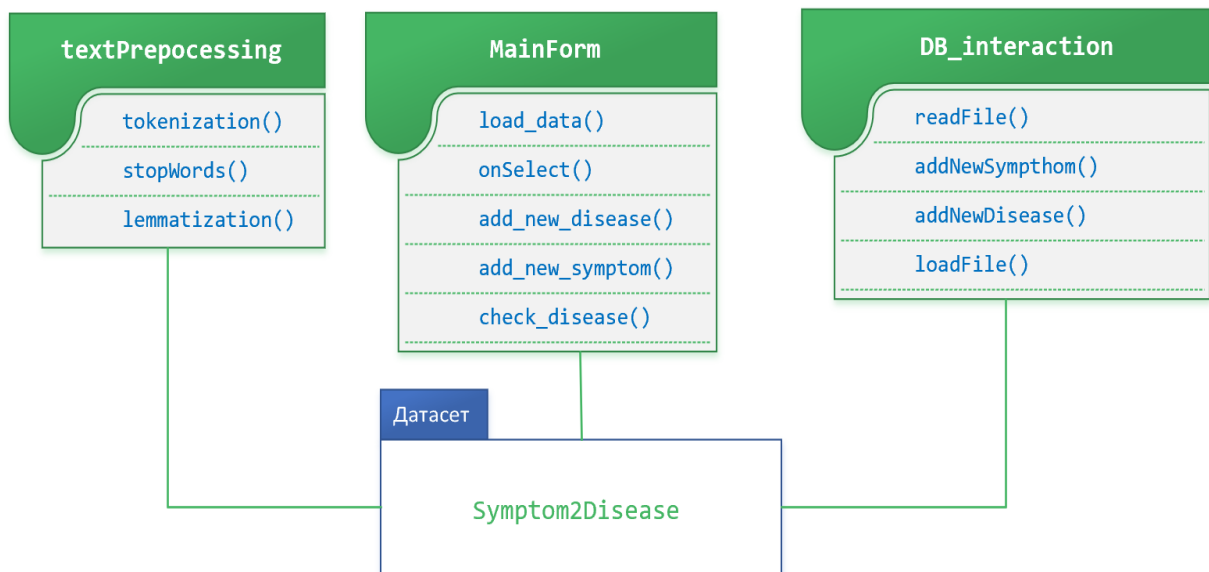 textPrepocessing
tokenization()
stopWords()
lemmatization()
MainForm
load_data()
onSelect()
add_new_disease()
add_new_symptom()
check_disease()
DB_interaction
readFile()
addNewSympthom()
addNewDisease()
loadFile()
Датасет
Symptom2Disease